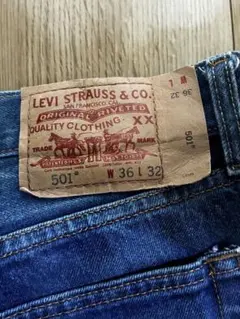 LEVI STRAUSS & CO.
SAN FRANCISCO, CAL.
ORIGINAL RIVETED
QUALITY CLOTHING
XX
TRADE MARK
501® W 36 L 32
W L
36 32
501®